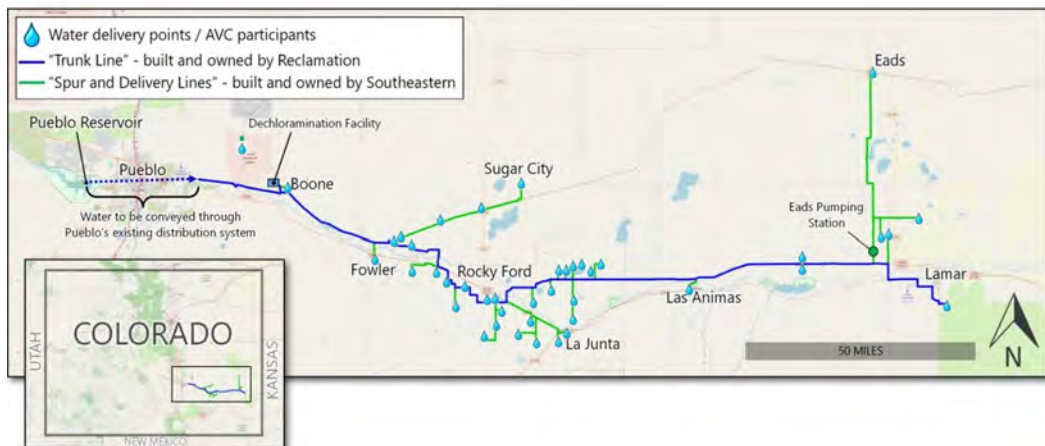 Water delivery points / AVC participants
"Trunk Line" - built and owned by Reclamation
"Spur and Delivery Lines" - built and owned by Southeastern
Eads
Pueblo Reservoir
Dechloramination Facility
Pueblo
Boone
Sugar City
Water to be conveyed through
Pueblo's existing distribution system
Eads Pumping
Station
Fowler
Rocky Ford
Lamar
Las Animas
La Junta
50 MILES
N
COLORADO
UTAH
KANSAS
NEW MEXICO